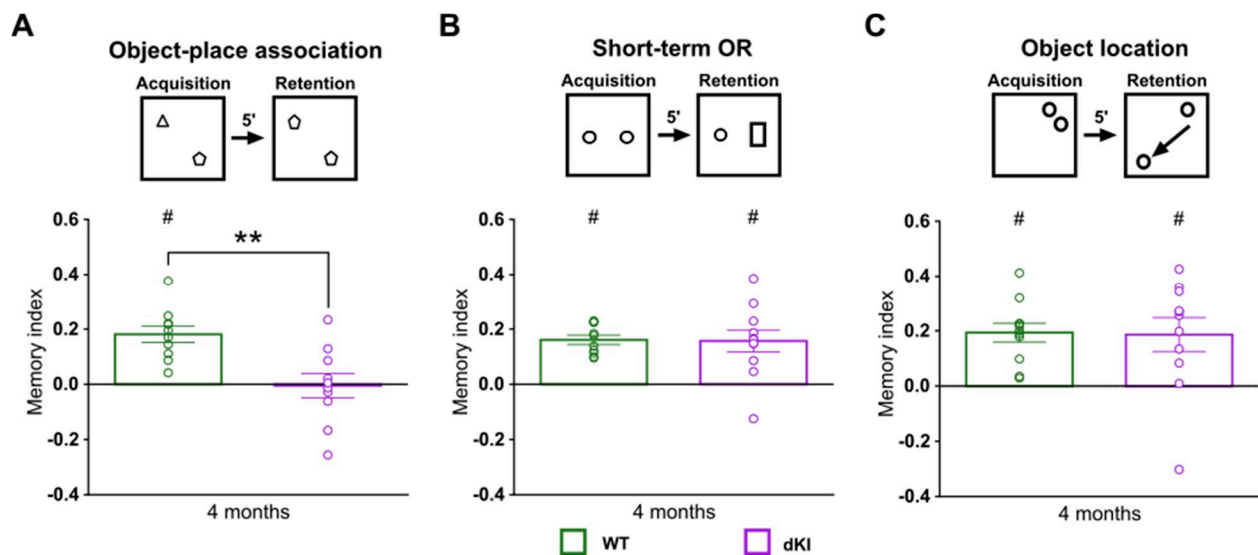 A
Object-place association
Acquisition
Retention
5'
Memory index
0.6
0.4
0.2
0.0
-0.2
-0.4
#
**
4 months
B
Short-term OR
Acquisition
Retention
5'
Memory index
0.6
0.4
0.2
0.0
-0.2
-0.4
#
#
4 months
C
Object location
Acquisition
Retention
5'
Memory index
0.6
0.4
0.2
0.0
-0.2
-0.4
#
#
4 months
WT
dKI